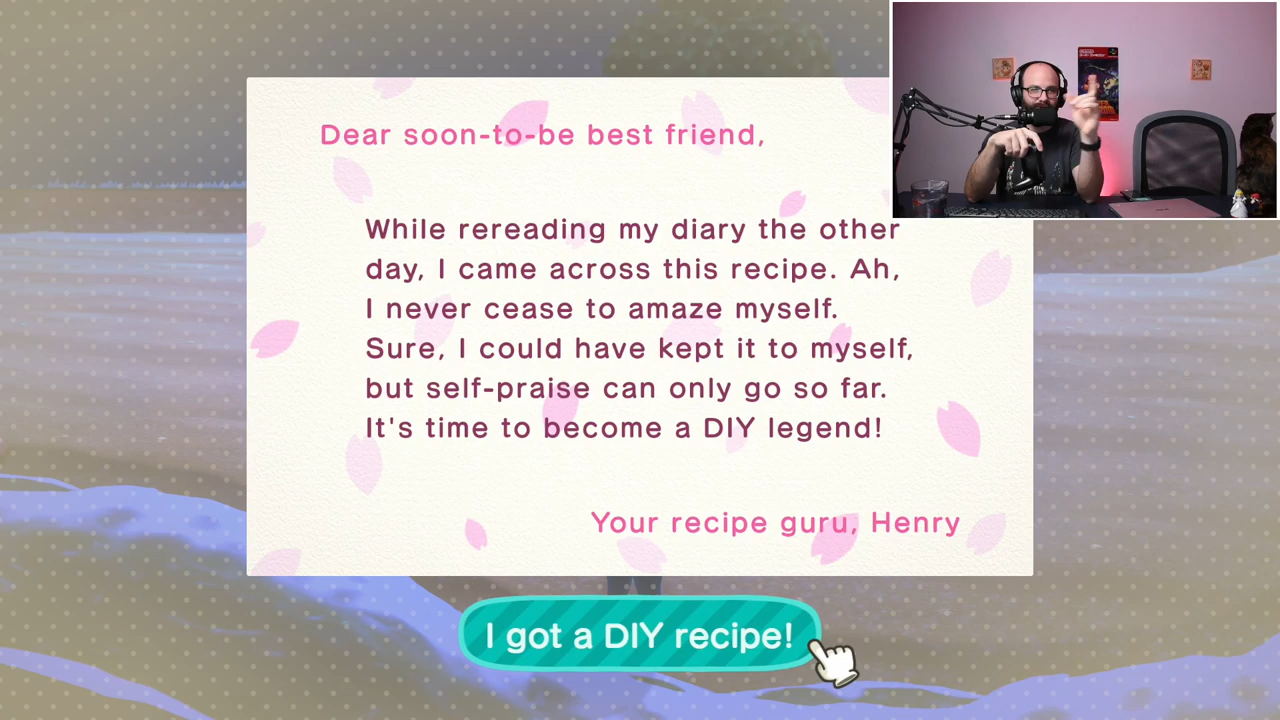 Dear soon-to-be best friend,
While rereading my diary the other
day, I came across this recipe. Ah,
I never cease to amaze myself.
Sure, I could have kept it to myself,
but self-praise can only go so far.
It's time to become a DIY legend!
Your recipe guru, Henry
I got a DIY recipe!